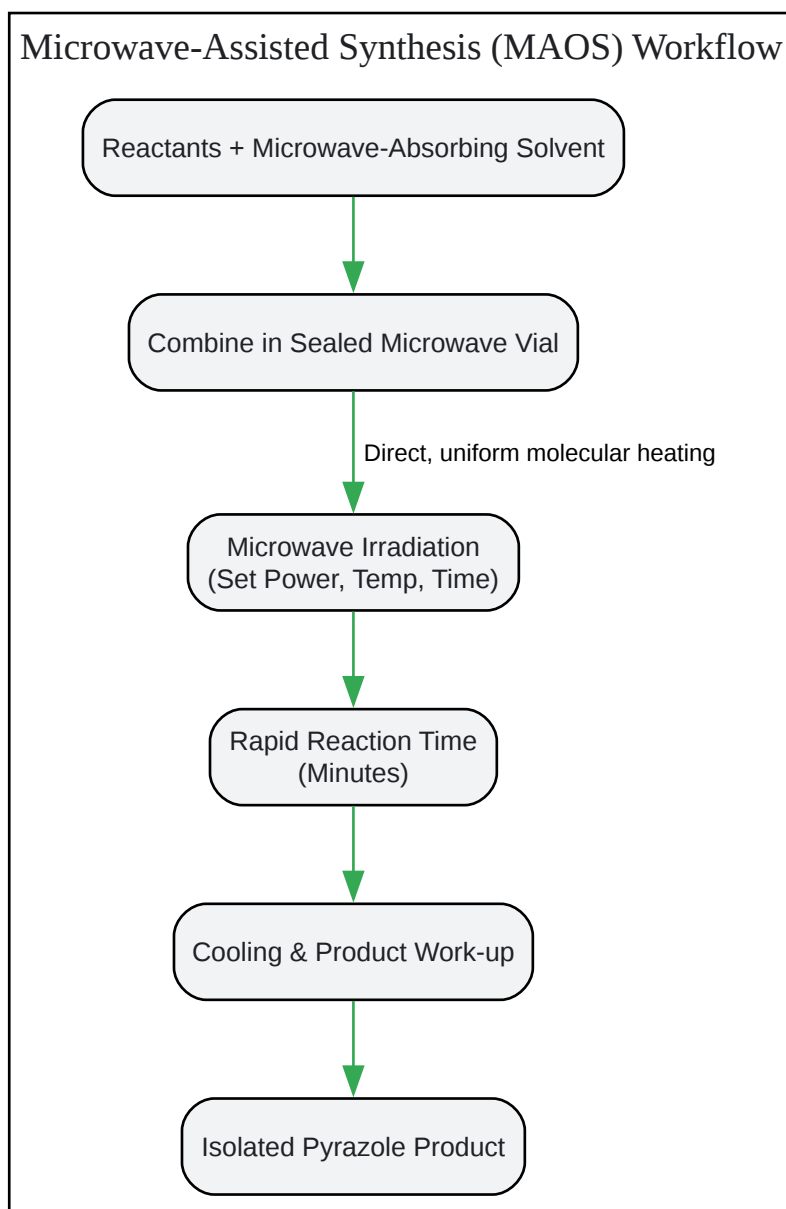 Microwave-Assisted Synthesis (MAOS) Workflow
Reactants + Microwave-Absorbing Solvent
Combine in Sealed Microwave Vial
Direct, uniform molecular heating
Microwave Irradiation
(Set Power, Temp, Time)
Rapid Reaction Time
(Minutes)
Cooling & Product Work-up
Isolated Pyrazole Product